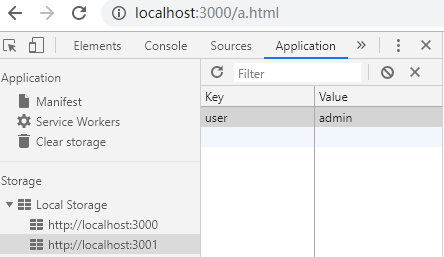 localhost:3000/a.html
Elements Console Sources Application »
Application
Manifest
Service Workers
Clear storage
Storage
Local Storage
http://localhost:3000
http://localhost:3001
Filter
Key Value
user admin